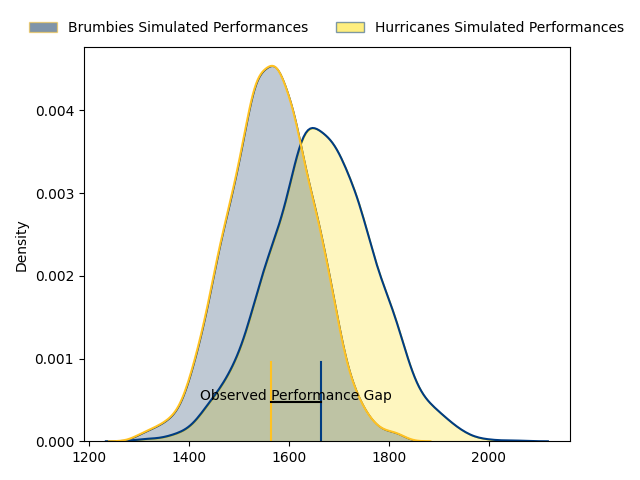 Brumbies Simulated Performances
Hurricanes Simulated Performances
Density
0.004
0.003
0.002
0.001
0.000
Observed Performance Gap
1200 1400 1600 1800 2000